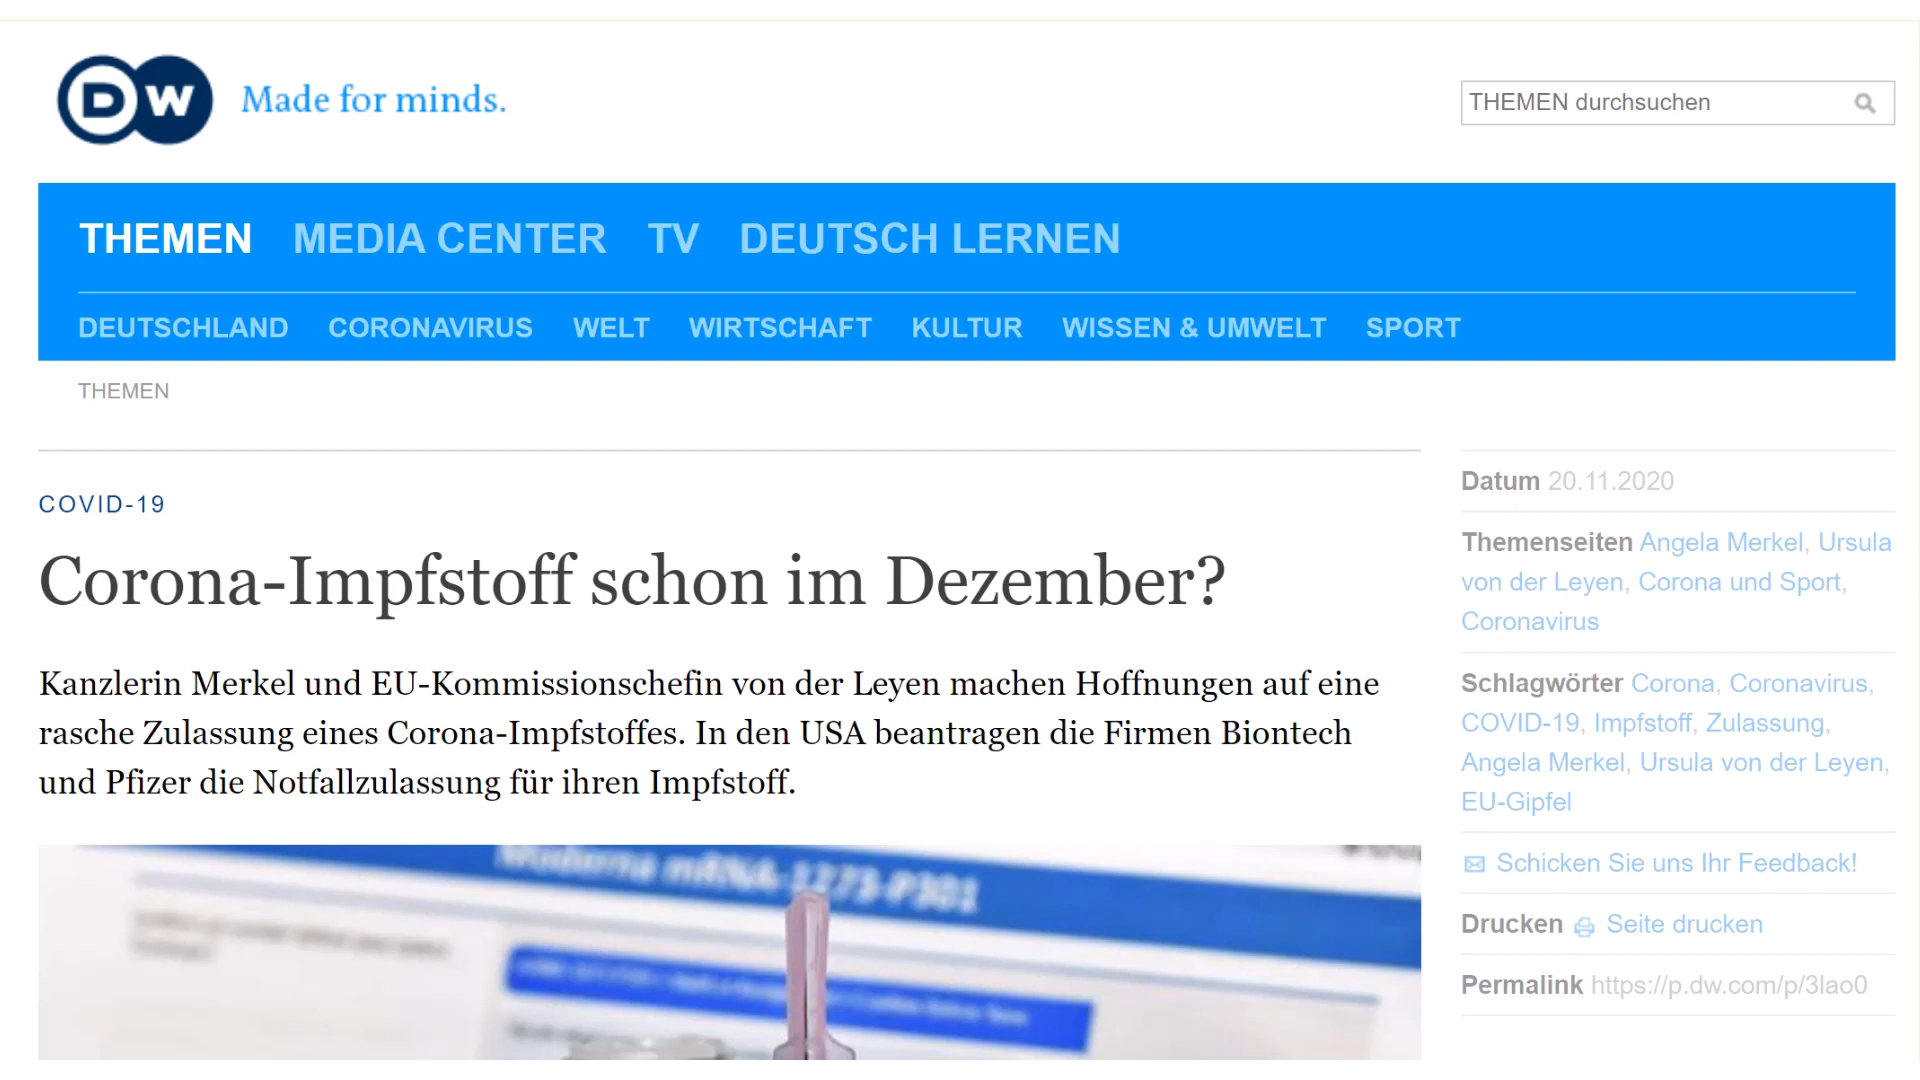 DW Made for minds.
THEMEN durchsuchen
THEMEN MEDIA CENTER TV DEUTSCH LERNEN
DEUTSCHLAND CORONAVIRUS WELT WIRTSCHAFT KULTUR WISSEN & UMWELT SPORT
THEMEN
COVID-19
Corona-Impfstoff schon im Dezember?
Kanzlerin Merkel und EU-Kommissionschefin von der Leyen machen Hoffnungen auf eine
rasche Zulassung eines Corona-Impfstoffes. In den USA beantragen die Firmen Biontech
und Pfizer die Notfallzulassung für ihren Impfstoff.
Moderna mRNA-1273-P301
Datum 20.11.2020
Themenseiten Angela Merkel, Ursula
von der Leyen, Corona und Sport,
Coronavirus
Schlagwörter Corona, Coronavirus,
COVID-19, Impfstoff, Zulassung,
Angela Merkel, Ursula von der Leyen,
EU-Gipfel
Schicken Sie uns Ihr Feedback!
Drucken Seite drucken
Permalink https://p.dw.com/p/3lao0